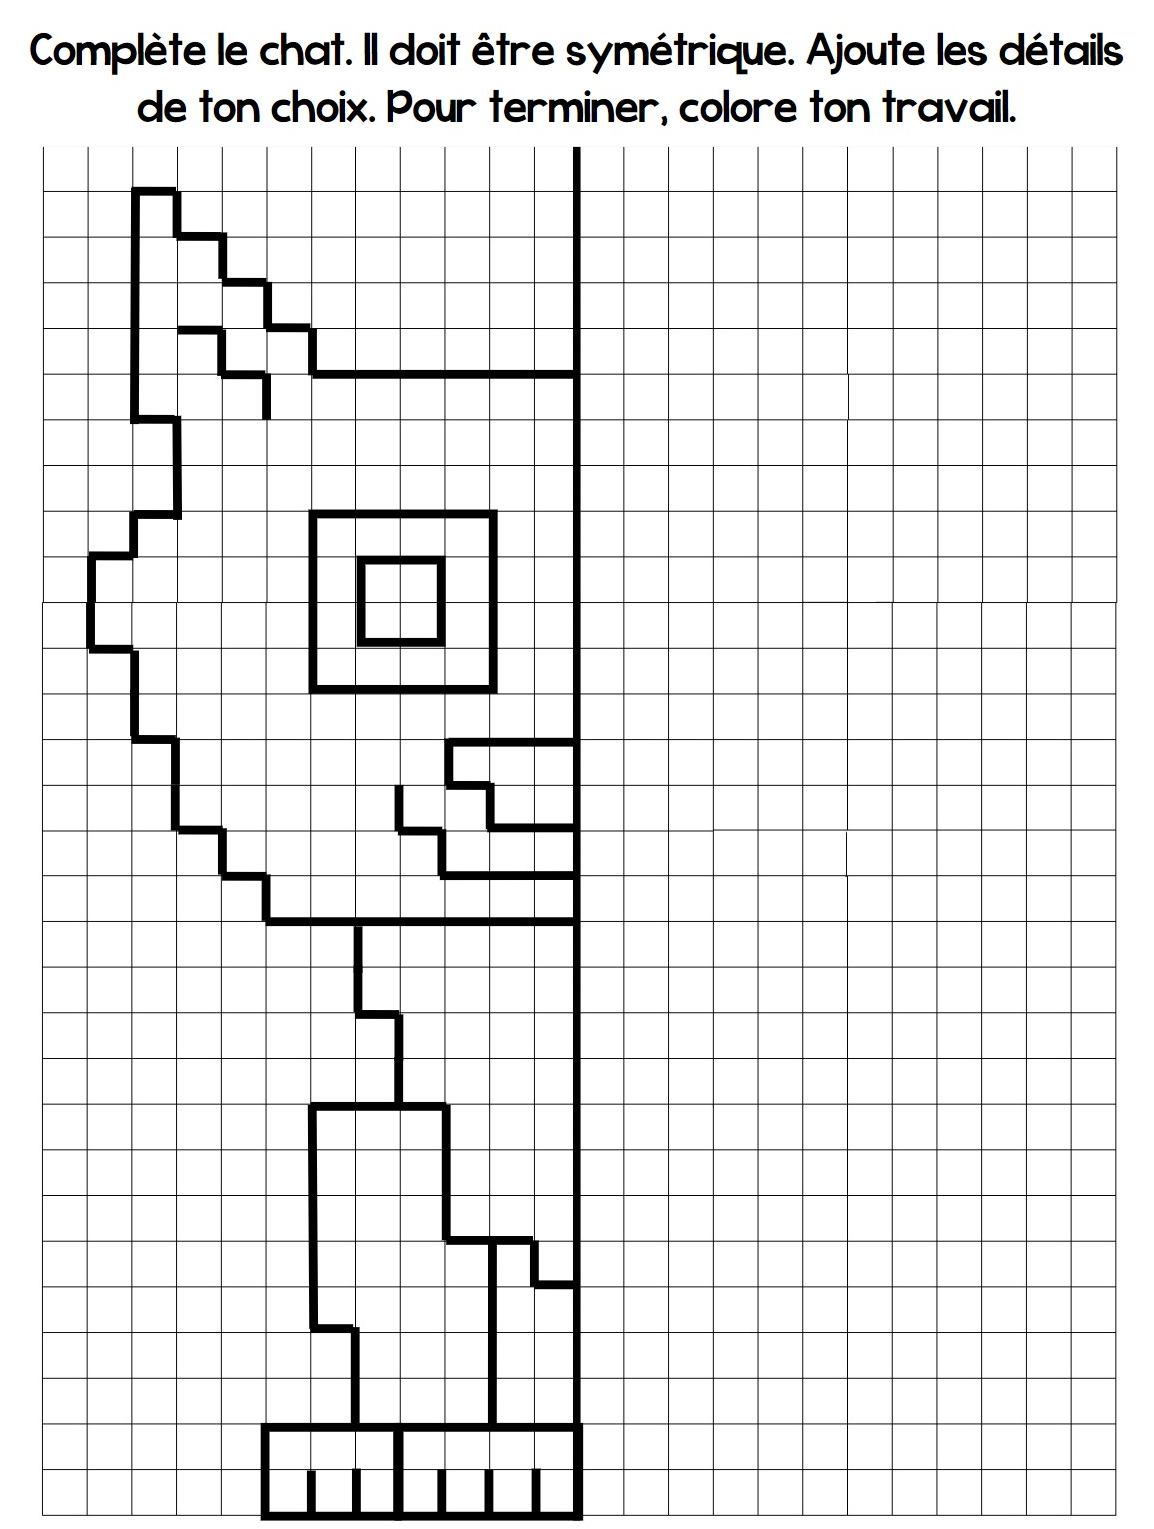 Complète le chat. Il doit être symétrique. Ajoute les détails
de ton choix. Pour terminer, colore ton travail.